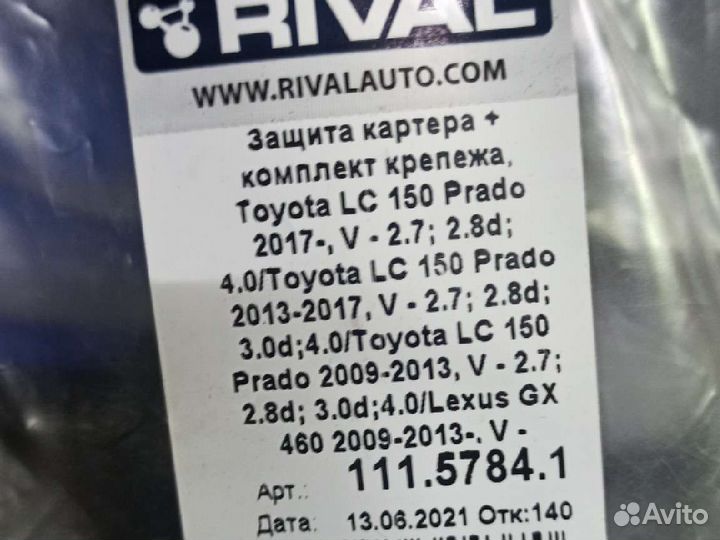 RIVAL
WWW.RIVALAUTO.COM
Защита картера +
комплект крепежа,
Toyota LC 150 Prado
2017-, V - 2.7; 2.8d;
4.0/Toyota LC 150 Prado
2013-2017, V - 2.7; 2.8d;
3.0d;4.0/Toyota LC 150
Prado 2009-2013, V - 2.7;
2.8d; 3.0d;4.0/Lexus GX
460 2009-2013-, V -
Арт.: 111.5784.1
Дата: 13.06.2021 Отк:140
Avito